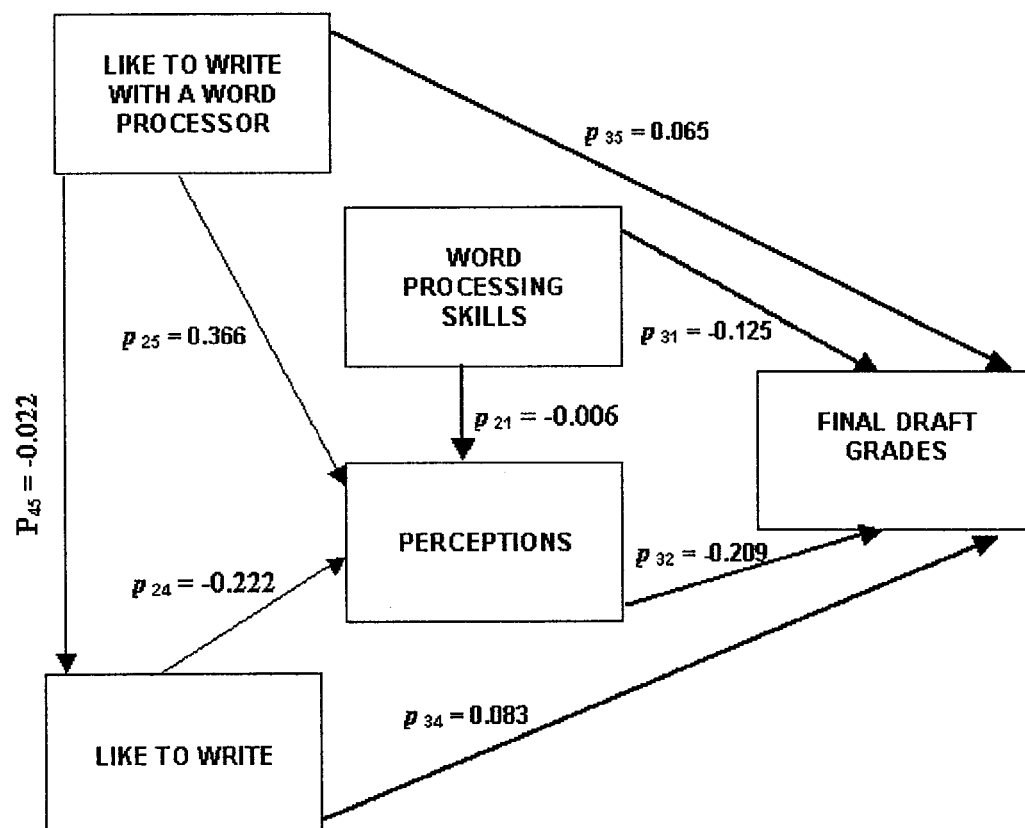 LIKE TO WRITE
WITH A WORD
PROCESSOR
p 35 = 0.065
WORD
PROCESSING
SKILLS
p 25 = 0.366
p 31 = -0.125
p 21 = -0.006
FINAL DRAFT
GRADES
P45 = -0.022
PERCEPTIONS
p 32 = -0.209
p 24 = -0.222
p 34 = 0.083
LIKE TO WRITE